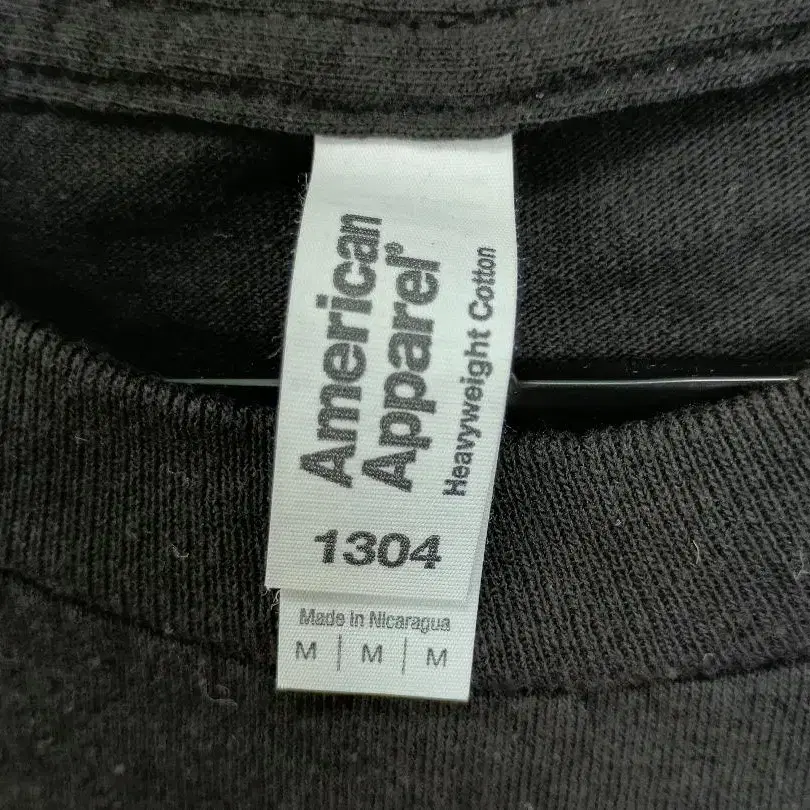 American
Apparel®
Heavyweight Cotton
1304
Made in Nicaragua
M | M | M